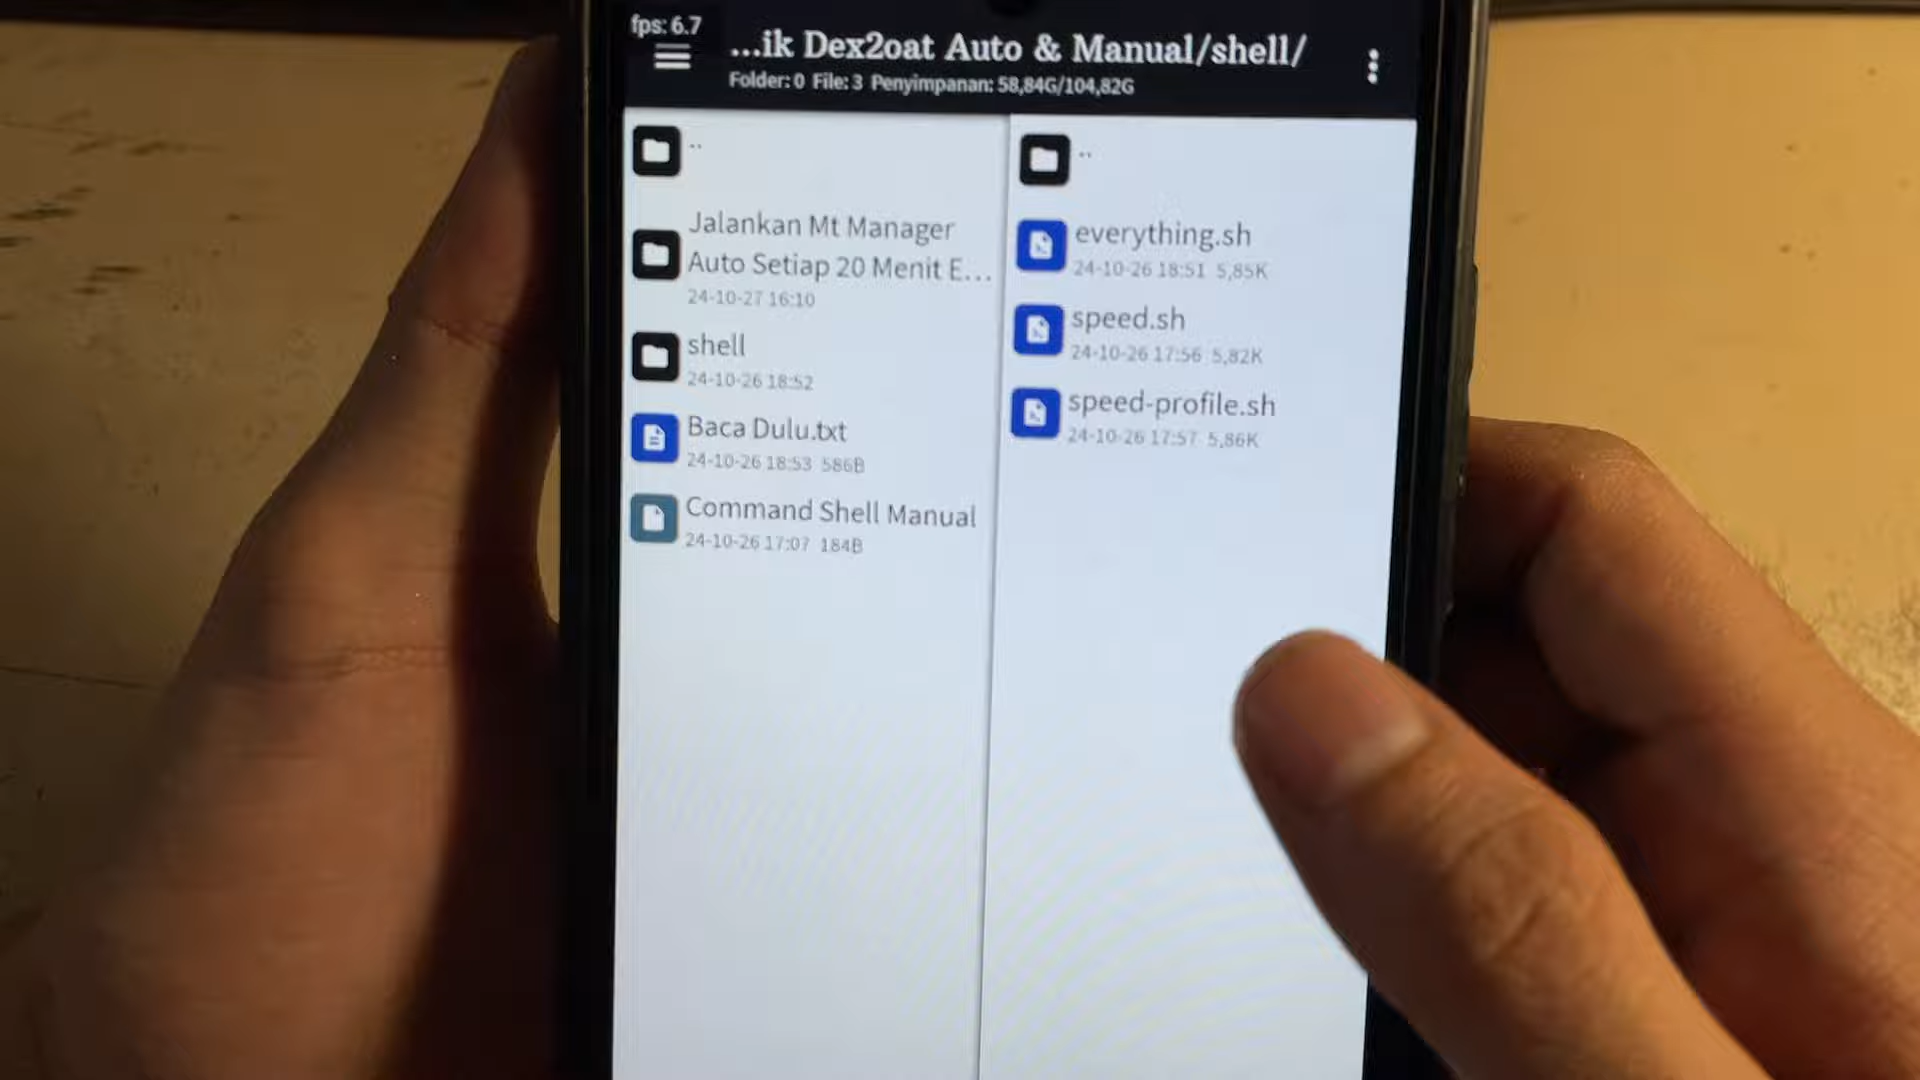 fps: 6.7
...ik Dex2oat Auto & Manual/shell/
Folder: 0 File: 3 Penyimpanan: 58,84G/104,82G
..
Jalankan Mt Manager
Auto Setiap 20 Menit E...
24-10-27 16:10
shell
24-10-26 18:52
Baca Dulu.txt
24-10-26 18:53 586B
Command Shell Manual
24-10-26 17:07 184B
..
everything.sh
24-10-26 18:51 5,85K
speed.sh
24-10-26 17:56 5,82K
speed-profile.sh
24-10-26 17:57 5,86K